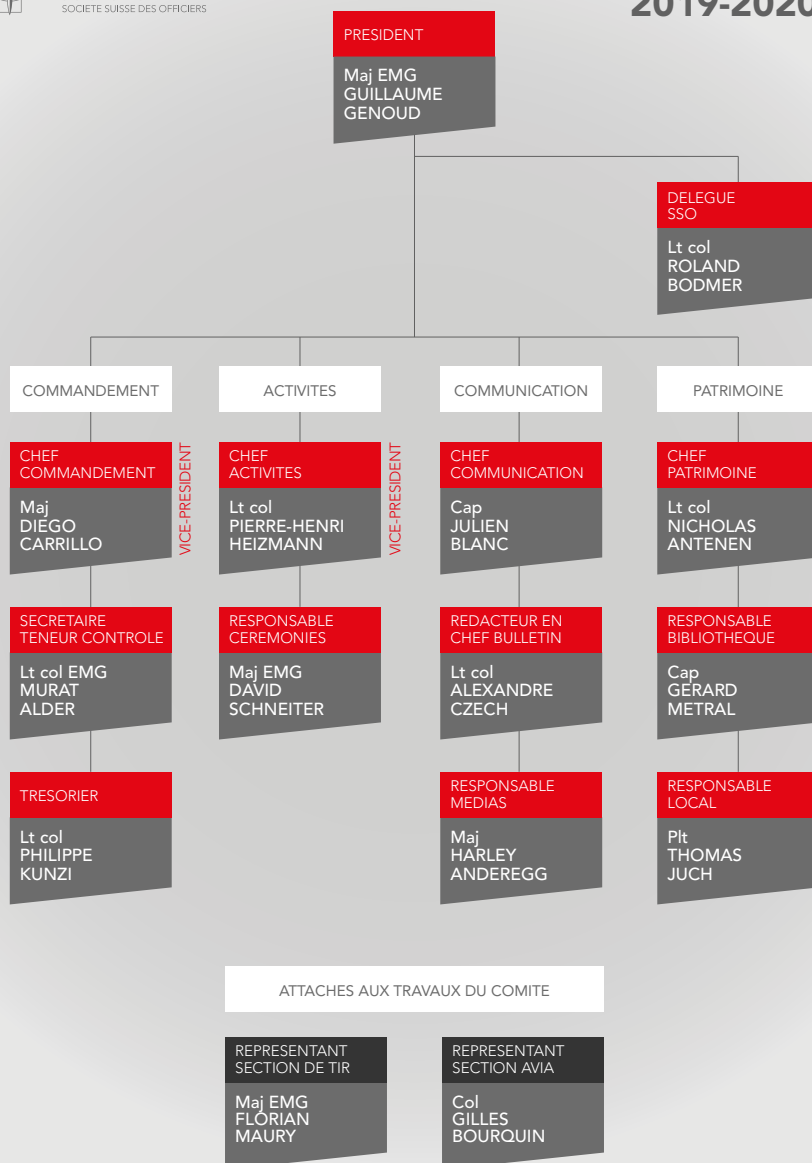 SOCIETE SUISSE DES OFFICIERS
2019-2020
PRESIDENT
Maj EMG
GUILLAUME
GENOUD
DELEGUE
SSO
Lt col
ROLAND
BODMER
COMMANDEMENT
ACTIVITES
COMMUNICATION
PATRIMOINE
CHEF
COMMANDEMENT
Maj
DIEGO
CARRILLO
VICE-PRESIDENT
CHEF
ACTIVITES
Lt col
PIERRE-HENRI
HEIZMANN
VICE-PRESIDENT
CHEF
COMMUNICATION
Cap
JULIEN
BLANC
CHEF
PATRIMOINE
Lt col
NICHOLAS
ANTENEN
SECRETAIRE
TENEUR CONTROLE
Lt col EMG
MURAT
ALDER
RESPONSABLE
CEREMONIES
Maj EMG
DAVID
SCHNEITER
REDACTEUR EN
CHEF BULLETIN
Lt col
ALEXANDRE
CZECH
RESPONSABLE
BIBLIOTHEQUE
Cap
GERARD
METRAL
TRESORIER
Lt col
PHILIPPE
KUNZI
RESPONSABLE
MEDIAS
Maj
HARLEY
ANDEREGG
RESPONSABLE
LOCAL
Plt
THOMAS
JUCH
ATTACHES AUX TRAVAUX DU COMITE
REPRESENTANT
SECTION DE TIR
Maj EMG
FLORIAN
MAURY
REPRESENTANT
SECTION AVIA
Col
GILLES
BOURQUIN